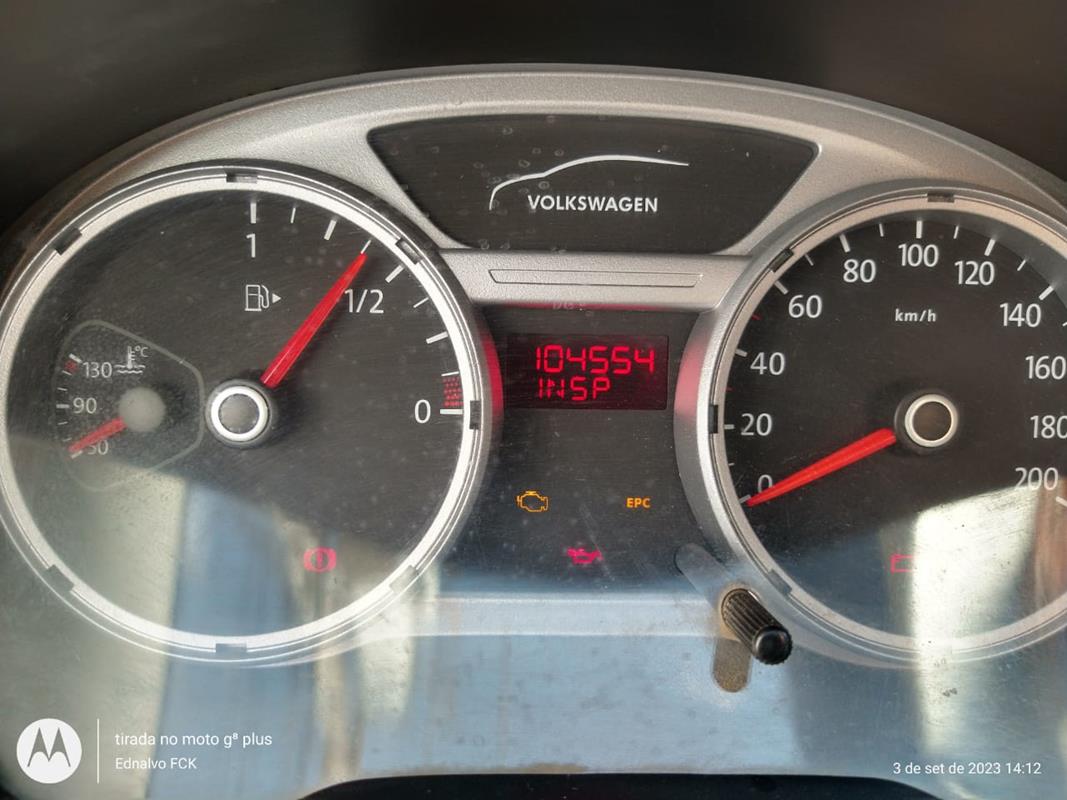 VOLKSWAGEN
1
1/2
0
°C
130
90
50
104554
INSP
EPC
0
20
40
60
80
100
120
140
160
180
200
km/h
tirada no moto g⁸ plus
Ednalvo FCK
3 de set de 2023 14:12